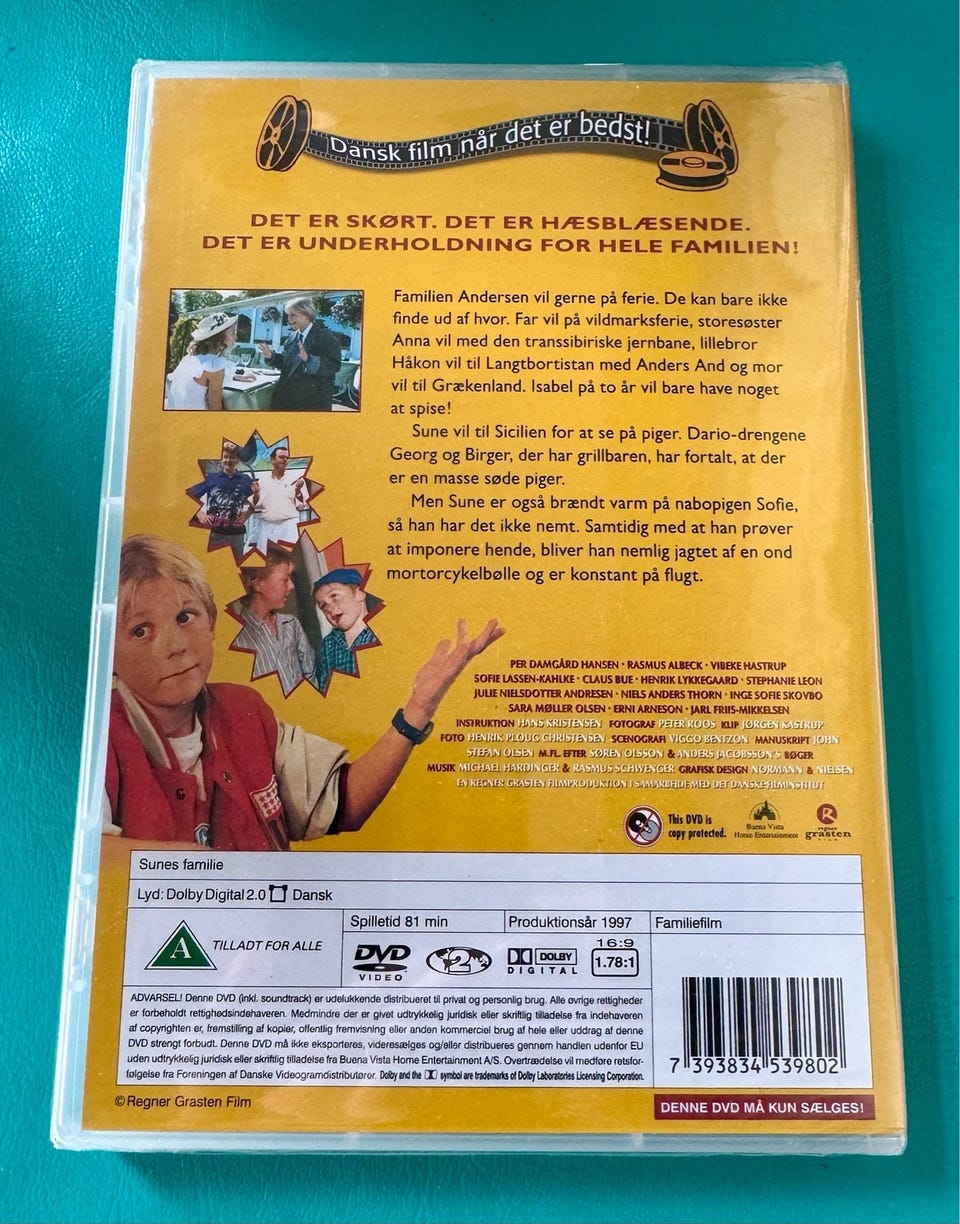 Dansk film når det er bedst!
DET ER SKØRT. DET ER HÆSBLÆSENDE.
DET ER UNDERHOLDNING FOR HELE FAMILIEN!
Familien Andersen vil gerne på ferie. De kan bare ikke
finde ud af hvor. Far vil på vildmarksferie, storesøster
Anna vil med den transsibiriske jernbane, lillebror
Håkon vil til Langtbortistan med Anders And og mor
vil til Grækenland. Isabel på to år vil bare have noget
at spise!
Sune vil til Sicilien for at se på piger. Dario-drengene
Georg og Birger, der har grillbaren, har fortalt, at der
er en masse søde piger.
Men Sune er også brændt varm på nabopigen Sofie,
så han har det ikke nemt. Samtidig med at han prøver
at imponere hende, bliver han nemlig jagtet af en ond
mortorcykelbølle og er konstant på flugt.
PER DAMGÅRD HANSEN · RASMUS ALBECK · VIBEKE HASTRUP
SOFIE LASSEN-KAHLKE · CLAUS BUE · HENRIK LYKKEGAARD · STEPHANIE LEON
JULIE NIELSDOTTER ANDRESEN · NIELS ANDERS THORN · INGE SOFIE SKOVBO
SARA MØLLER OLSEN · ERNI ARNESON · JARL FRIIS-MIKKELSEN
INSTRUKTION HANS KRISTENSEN FOTOGRAF PETER ROOS KLIP JØRGEN KASTRUP
FOTO HENRIK PLOUG CHRISTENSEN SCENOGRAFI VIGGO BENTZON MANUSKRIPT JOHN
STEFAN OLSEN M.FL. EFTER SØREN OLSSON & ANDERS JACOBSSON'S BØGER
MUSIK MICHAEL HARDINGER & RASMUS SCHWENGER GRAFISK DESIGN NORMANN & NIELSEN
EN REGNER GRASTEN FILMPRODUKTION I SAMARBEJDE MED DET DANSKE FILMINSTITUT
This DVD is
copy protected.
Buena Vista
Home Entertainment
R
regner
grasten
FILM
Sunes familie
Lyd: Dolby Digital 2.0 Dansk
A TILLADT FOR ALLE
Spilletid 81 min
Produktionsår 1997
Familiefilm
DVD
VIDEO
2
DOLBY
DIGITAL
16:9
1.78:1
ADVARSEL! Denne DVD (inkl. soundtrack) er udelukkende distribueret til privat og personlig brug. Alle øvrige rettigheder
er forbeholdt rettighedsindehaveren. Medmindre der er givet udtrykkelig juridisk eller skriftlig tilladelse fra indehaveren
af copyrighten er, fremstilling af kopier, offentlig fremvisning eller anden kommerciel brug af hele eller uddrag af denne
DVD strengt forbudt. Denne DVD må ikke eksporteres, videresælges og/eller distribueres gennem handlen udenfor EU
uden udtrykkelig juridisk eller skriftlig tilladelse fra Buena Vista Home Entertainment A/S. Overtrædelse vil medføre retsfor-
følgelse fra Foreningen af Danske Videogramdistributører. Dolby and the symbol are trademarks of Dolby Laboratories Licensing Corporation.
7 393834 539802
© Regner Grasten Film
DENNE DVD MÅ KUN SÆLGES!